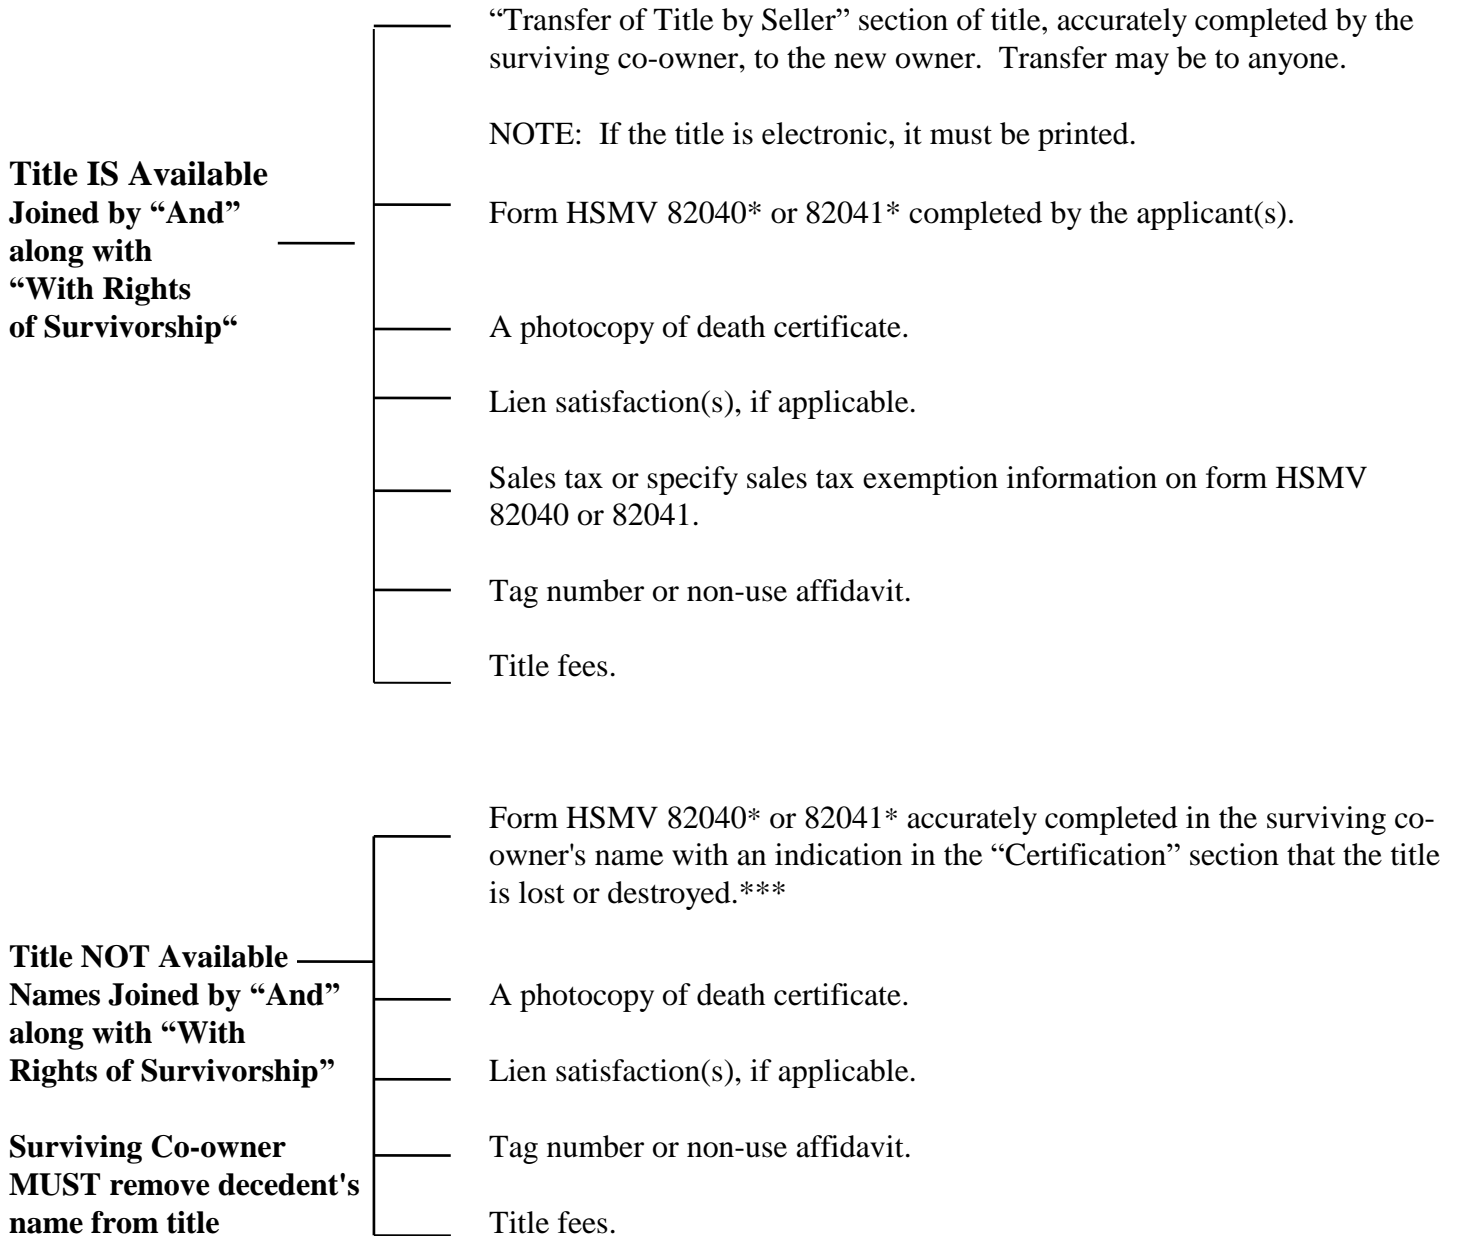 “Transfer of Title by Seller” section of title, accurately completed by the
surviving co-owner, to the new owner.  Transfer may be to anyone.
NOTE:  If the title is electronic, it must be printed.
Title IS Available
Joined by “And”
along with
“With Rights
of Survivorship“
Form HSMV 82040* or 82041* completed by the applicant(s).
A photocopy of death certificate.
Lien satisfaction(s), if applicable.
Sales tax or specify sales tax exemption information on form HSMV
82040 or 82041.
Tag number or non-use affidavit.
Title fees.
Form HSMV 82040* or 82041* accurately completed in the surviving co-
owner's name with an indication in the “Certification” section that the title
is lost or destroyed.***
Title NOT Available
Names Joined by “And”
along with “With
Rights of Survivorship”
Surviving Co-owner
MUST remove decedent's
name from title
A photocopy of death certificate.
Lien satisfaction(s), if applicable.
Tag number or non-use affidavit.
Title fees.